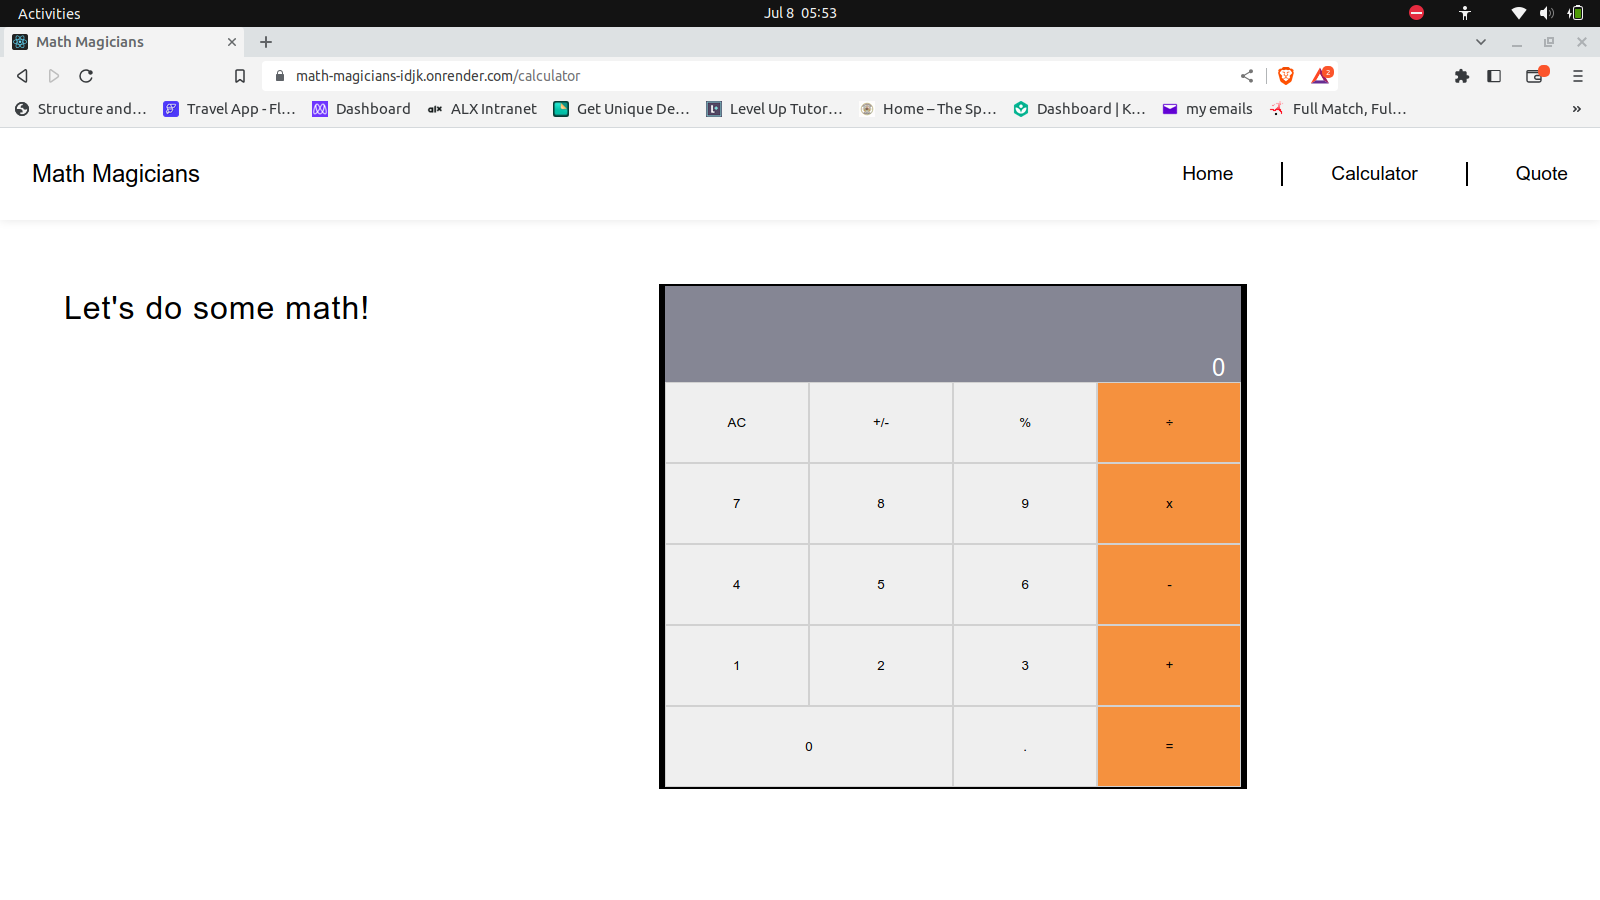 Activities
Jul 8 05:53
Math Magicians
math-magicians-idjk.onrender.com/calculator
2
Structure and... Travel App - Fl... Dashboard ALX Intranet Get Unique De... Level Up Tutor... Home – The Sp... Dashboard | K... my emails Full Match, Ful... »
Math Magicians
Home | Calculator | Quote
Let's do some math!
0
AC +/- % ÷
7 8 9 x
4 5 6 -
1 2 3 +
0 . =